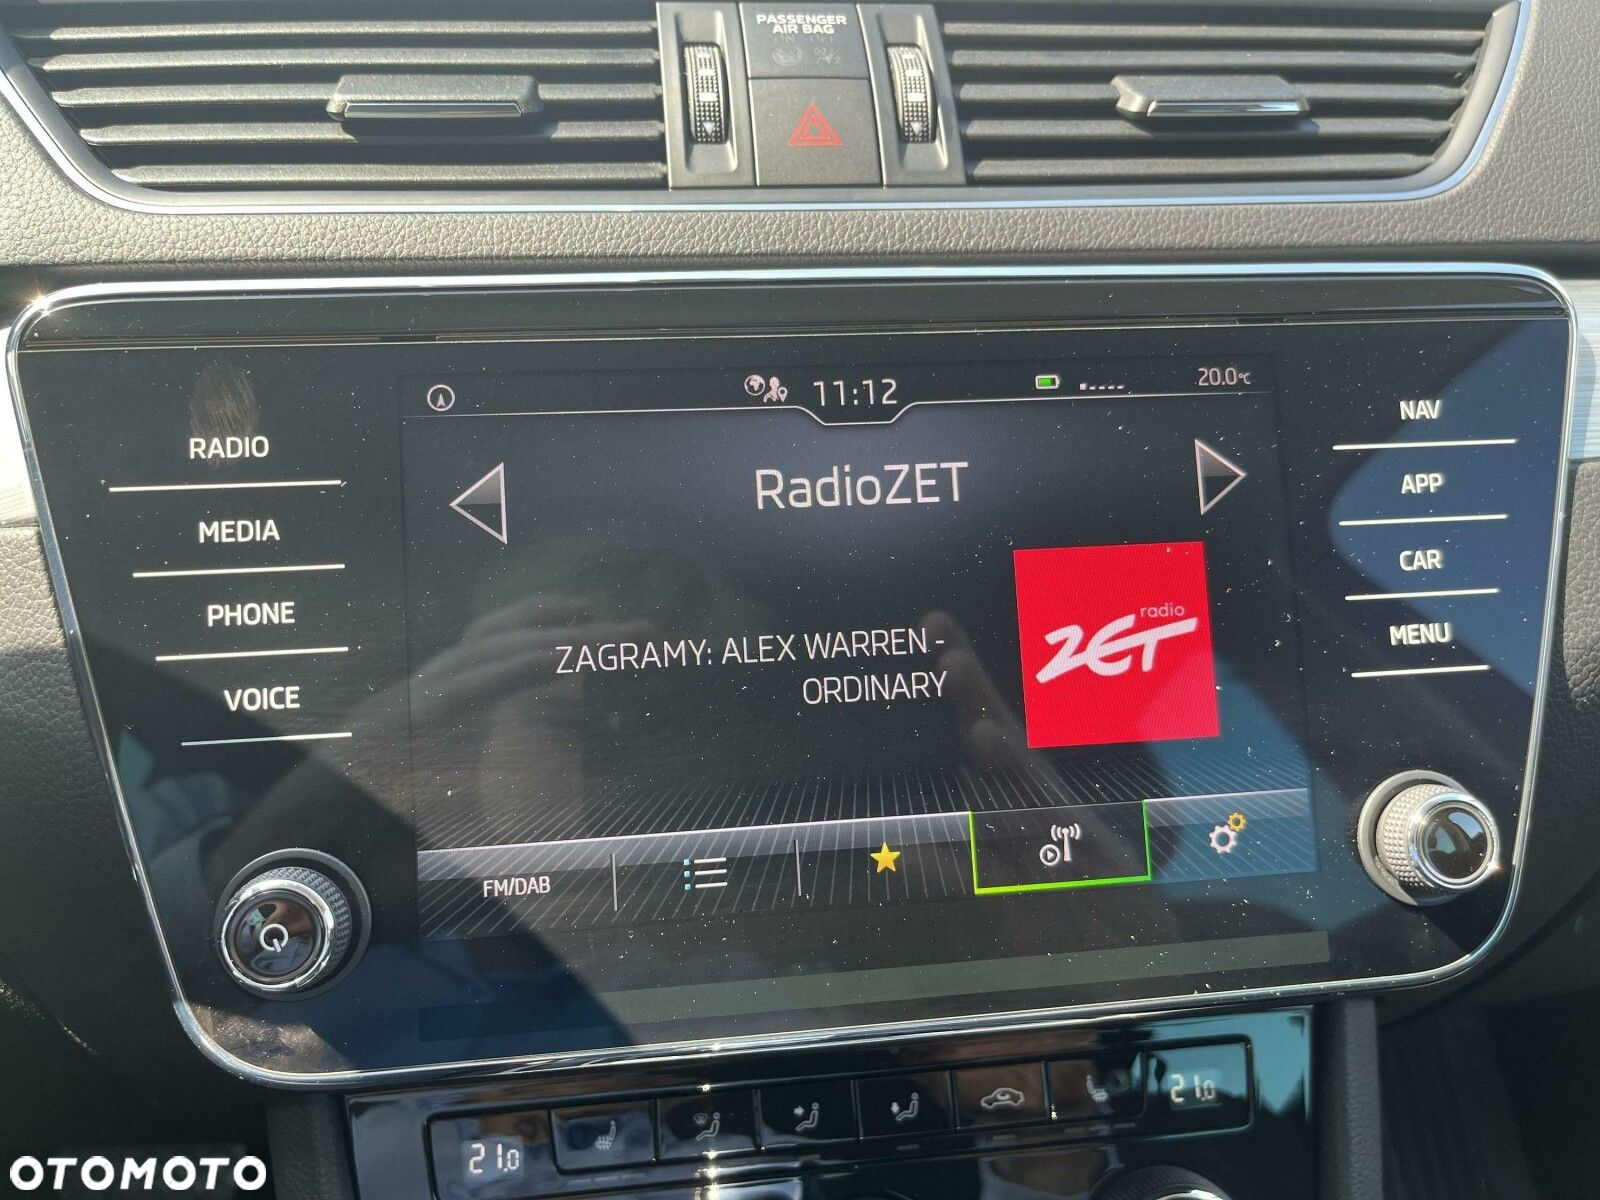 PASSENGER
AIR BAG
11:12
20.0°C
RADIO
MEDIA
PHONE
VOICE
RadioZET
ZAGRAMY: ALEX WARREN -
ORDINARY
radio
ZET
NAV
APP
CAR
MENU
FM/DAB
21.0
21.0
OTOMOTO